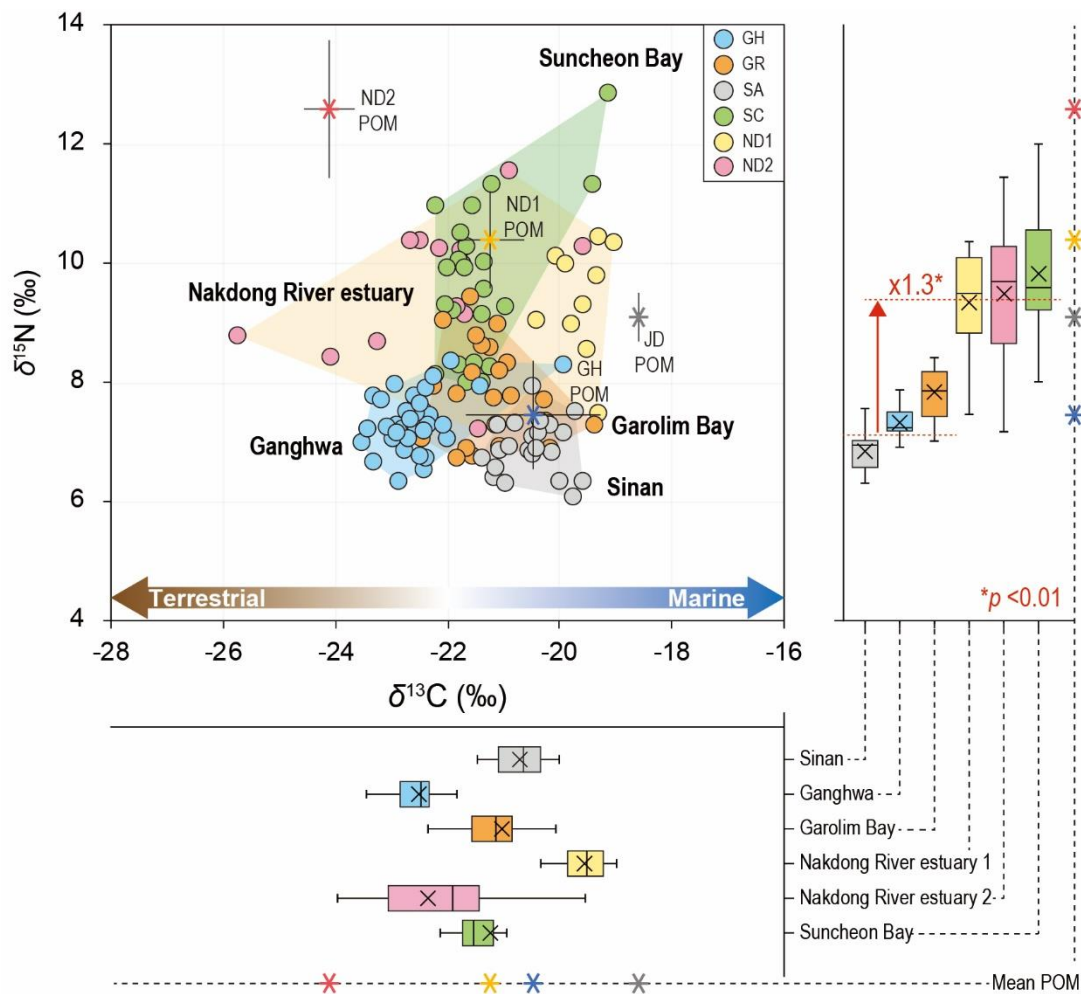 14
12
10
8
6
4
δ¹⁵N (‰)
-28
-26
-24
-22
-20
-18
-16
δ¹³C (‰)
Suncheon Bay
GH
GR
SA
SC
ND1
ND2
ND2
POM
ND1
POM
Nakdong River estuary
JD
POM
GH
POM
Ganghwa
Garolim Bay
Sinan
Terrestrial
Marine
x1.3*
*p <0.01
Sinan
Ganghwa
Garolim Bay
Nakdong River estuary 1
Nakdong River estuary 2
Suncheon Bay
Mean POM